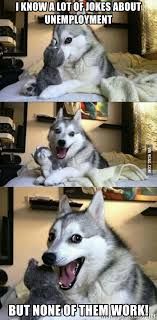 I KNOW A LOT OF JOKES ABOUT
UNEMPLOYMENT
BUT NONE OF THEM WORK!